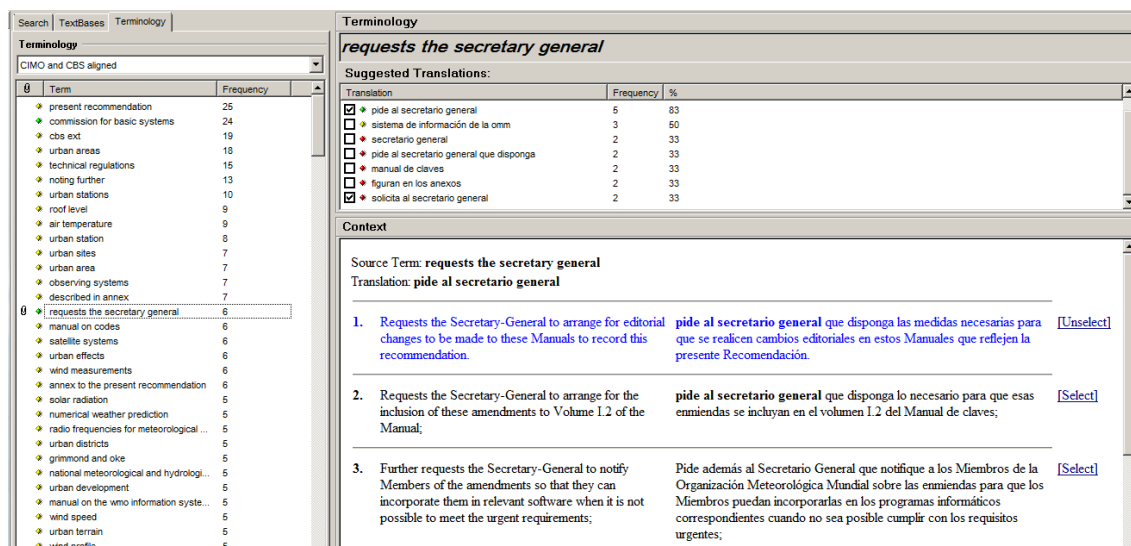 Search TextBases Terminology
Terminology
CIMO and CBS aligned
Term Frequency
present recommendation 25
commission for basic systems 24
cbs ext 19
urban areas 18
technical regulations 15
noting further 13
urban stations 10
roof level 9
air temperature 9
urban station 8
urban sites 7
urban area 7
observing systems 7
described in annex 7
requests the secretary general 6
manual on codes 6
satellite systems 6
urban effects 6
wind measurements 6
annex to the present recommendation 6
solar radiation 5
numerical weather prediction 5
radio frequencies for meteorological ... 5
urban districts 5
grimmond and oke 5
national meteorological and hydrologi... 5
urban development 5
manual on the wmo information syste... 5
wind speed 5
urban terrain 5
wind profile 5
Terminology
requests the secretary general
Suggested Translations:
Translation Frequency %
pide al secretario general 5 83
sistema de información de la omm 3 50
secretario general 2 33
pide al secretario general que disponga 2 33
manual de claves 2 33
figuran en los anexos 2 33
solicita al secretario general 2 33
Context
Source Term: requests the secretary general
Translation: pide al secretario general
1. Requests the Secretary-General to arrange for editorial pide al secretario general que disponga las medidas necesarias para [Unselect]
changes to be made to these Manuals to record this que se realicen cambios editoriales en estos Manuales que reflejen la
recommendation. presente Recomendación.
2. Requests the Secretary-General to arrange for the pide al secretario general que disponga lo necesario para que esas [Select]
inclusion of these amendments to Volume I.2 of the enmiendas se incluyan en el volumen I.2 del Manual de claves;
Manual;
3. Further requests the Secretary-General to notify Pide además al Secretario General que notifique a los Miembros de la [Select]
Members of the amendments so that they can Organización Meteorológica Mundial sobre las enmiendas para que los
incorporate them in relevant software when it is not Miembros puedan incorporarlas en los programas informáticos
possible to meet the urgent requirements; correspondientes cuando no sea posible cumplir con los requisitos
urgentes;